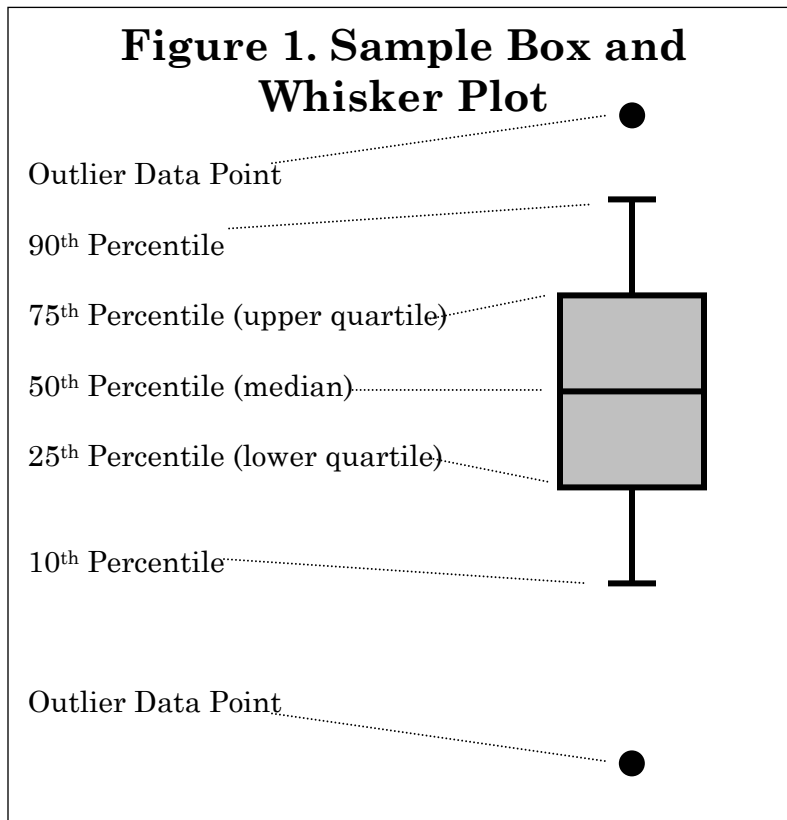 Figure 1. Sample Box and
Whisker Plot
Outlier Data Point
90th Percentile
75th Percentile (upper quartile)
50th Percentile (median)
25th Percentile (lower quartile)
10th Percentile
Outlier Data Point